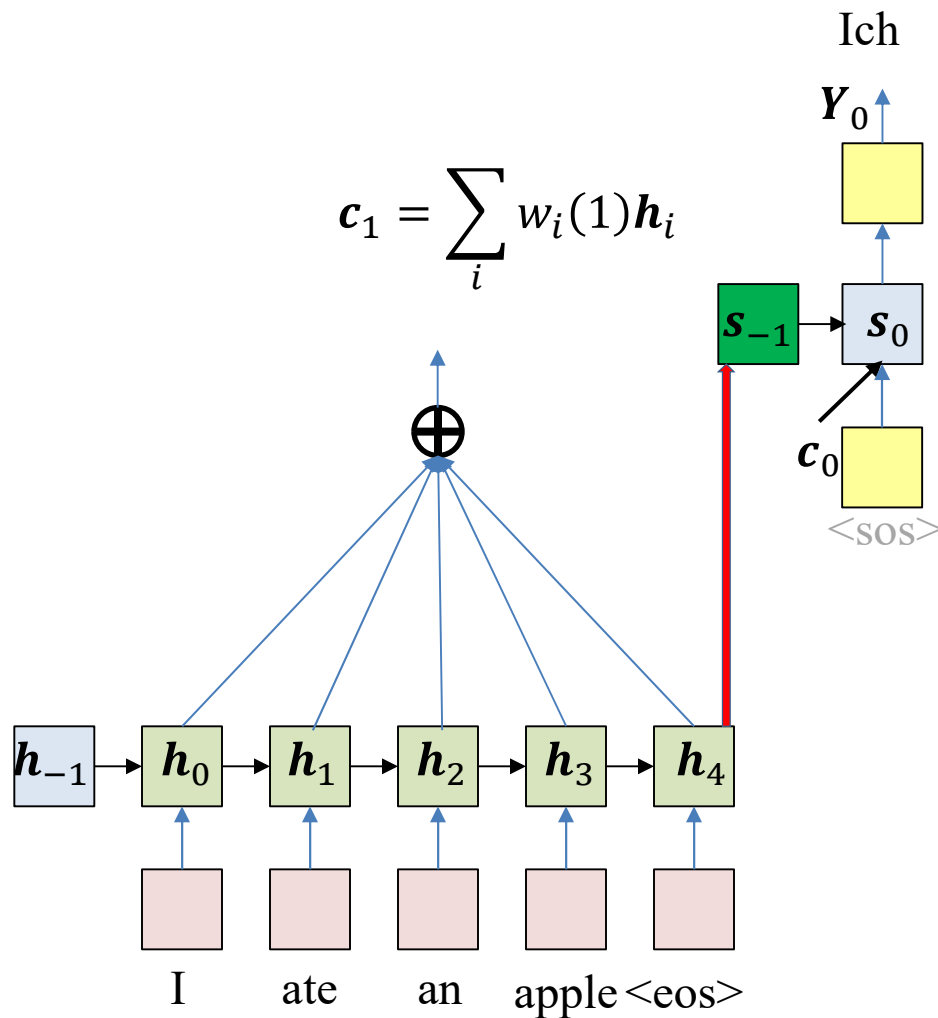 Ich
𝒀₀
𝒄₁ = ∑ᵢ 𝑤ᵢ(1)𝒉ᵢ
𝒔₋₁ 𝒔₀
𝒄₀
<sos>
𝒉₋₁ 𝒉₀ 𝒉₁ 𝒉₂ 𝒉₃ 𝒉₄
I ate an apple <eos>